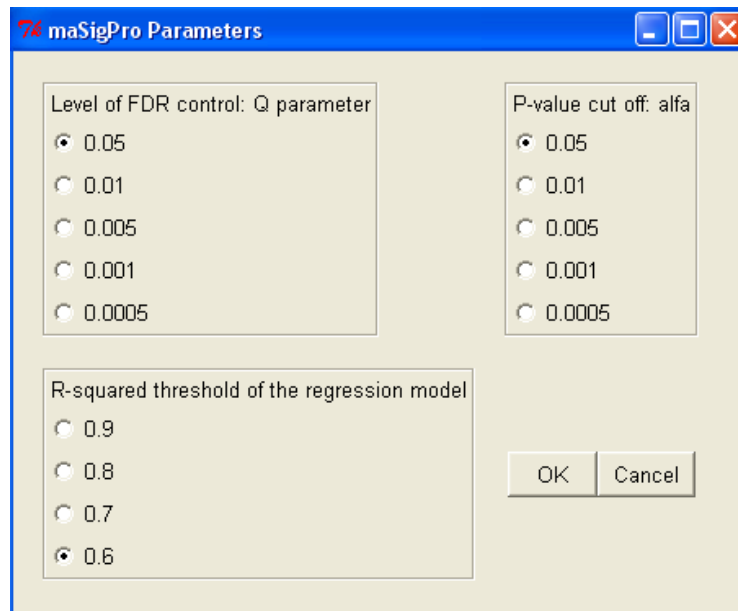 maSigPro Parameters
Level of FDR control: Q parameter
0.05
0.01
0.005
0.001
0.0005
P-value cut off: alfa
0.05
0.01
0.005
0.001
0.0005
R-squared threshold of the regression model
0.9
0.8
0.7
0.6
OK
Cancel